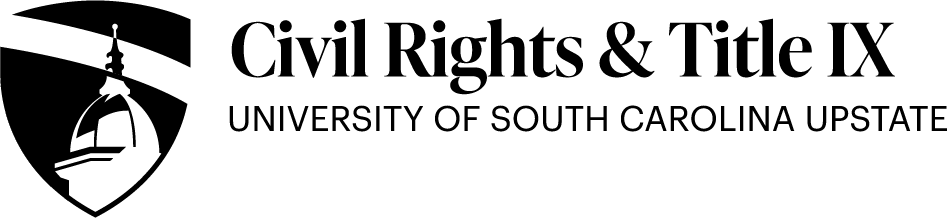 Civil Rights & Title IX
UNIVERSITY OF SOUTH CAROLINA UPSTATE